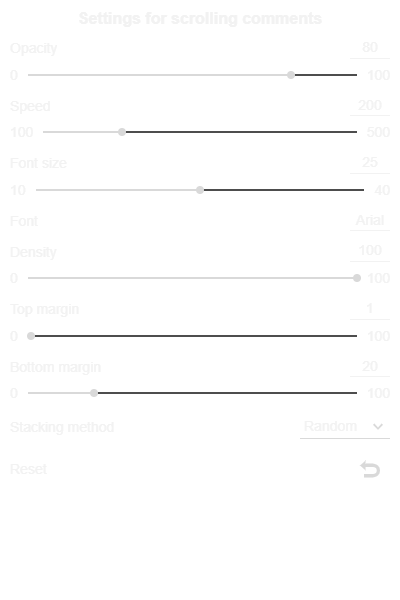 Settings for scrolling comments
Opacity 80
0 100
Speed 200
100 500
Font size 25
10 40
Font Arial
Density 100
0 100
Top margin 1
0 100
Bottom margin 20
0 100
Stacking method Random
Reset